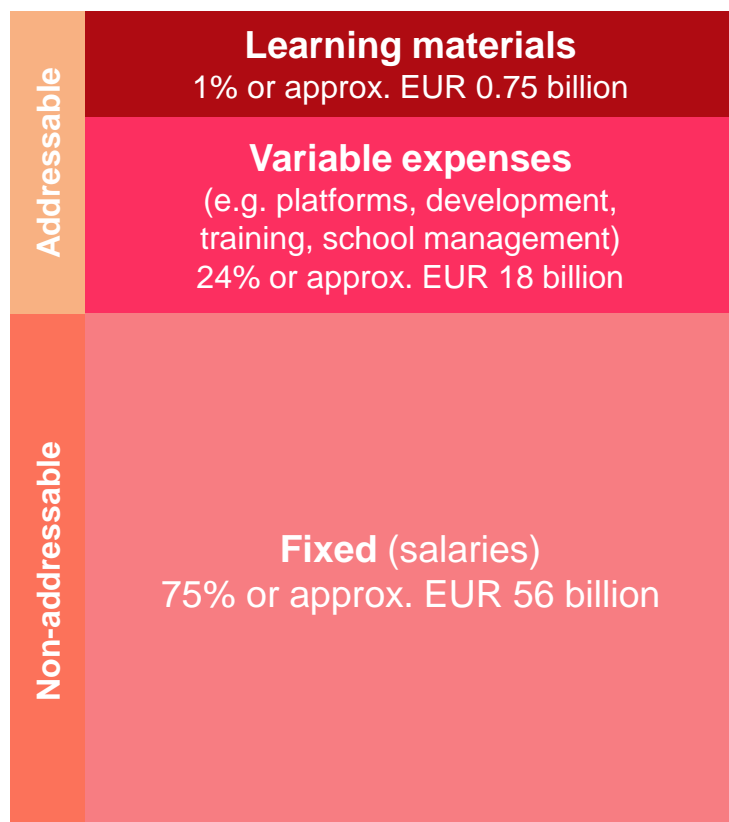 Addressable
Learning materials
1% or approx. EUR 0.75 billion
Variable expenses
(e.g. platforms, development,
training, school management)
24% or approx. EUR 18 billion
Non-addressable
Fixed (salaries)
75% or approx. EUR 56 billion